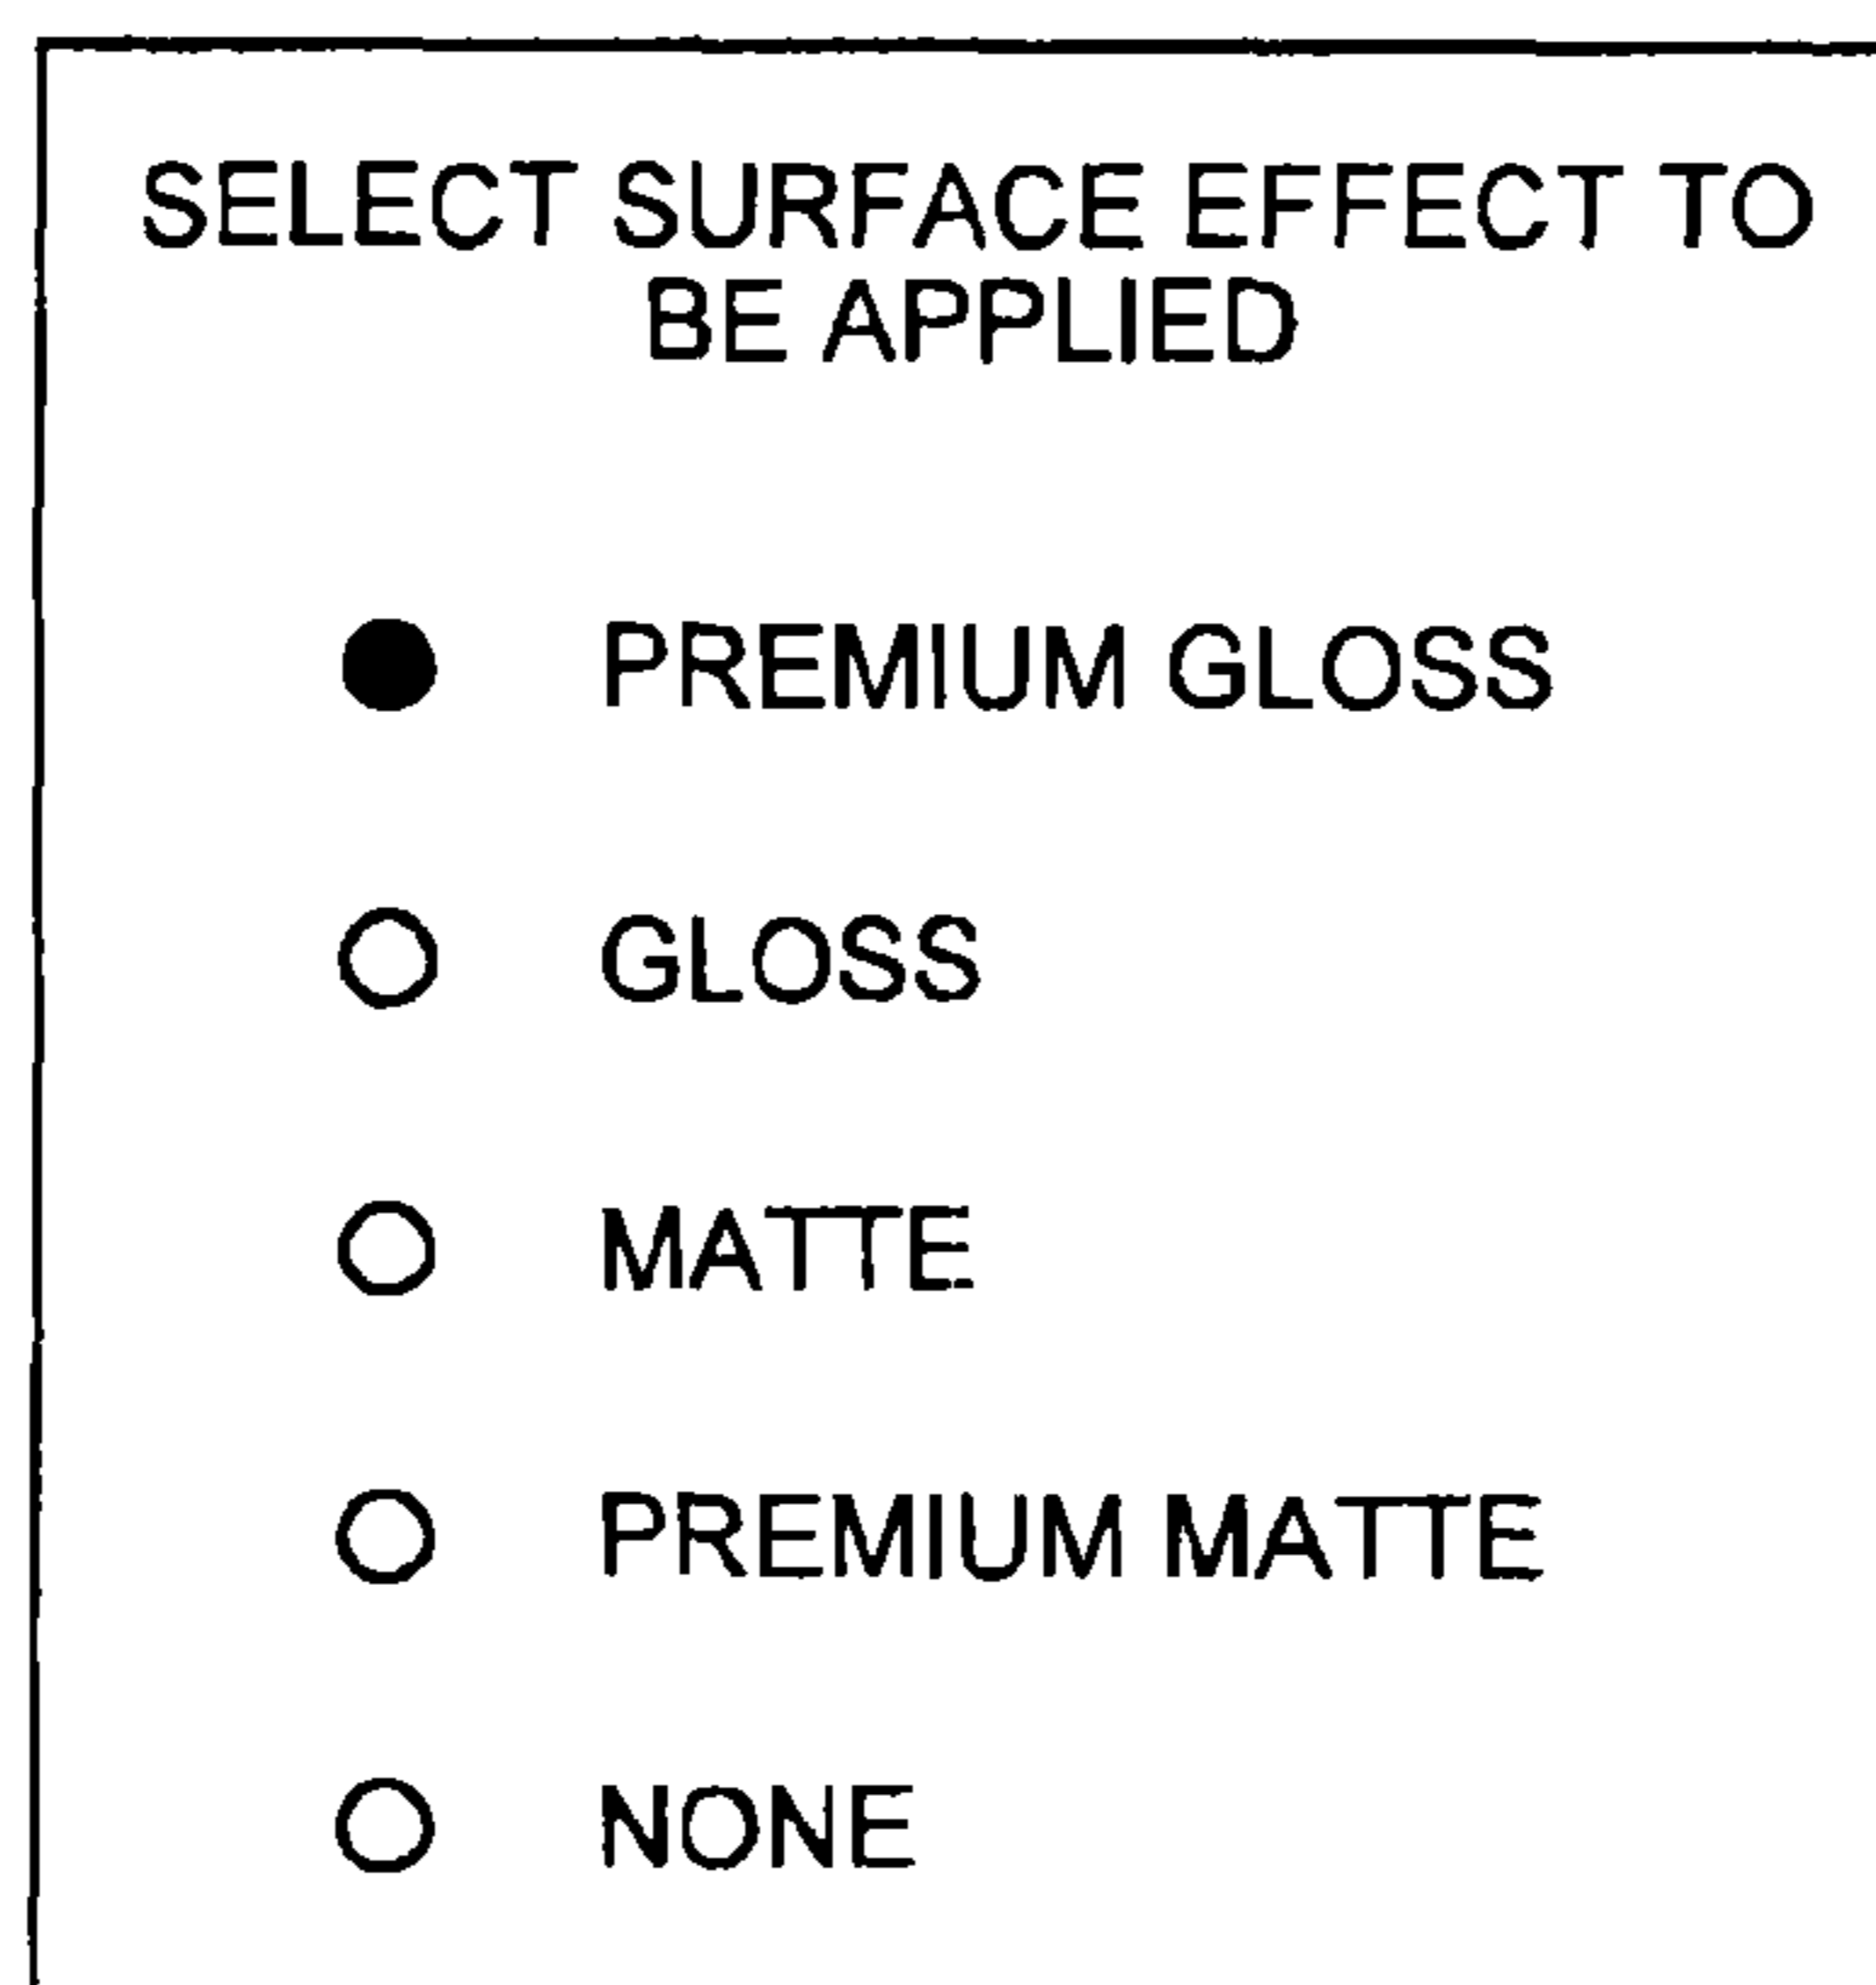 SELECT SURFACE EFFECT TO
BE APPLIED
PREMIUM GLOSS
GLOSS
MATTE
PREMIUM MATTE
NONE